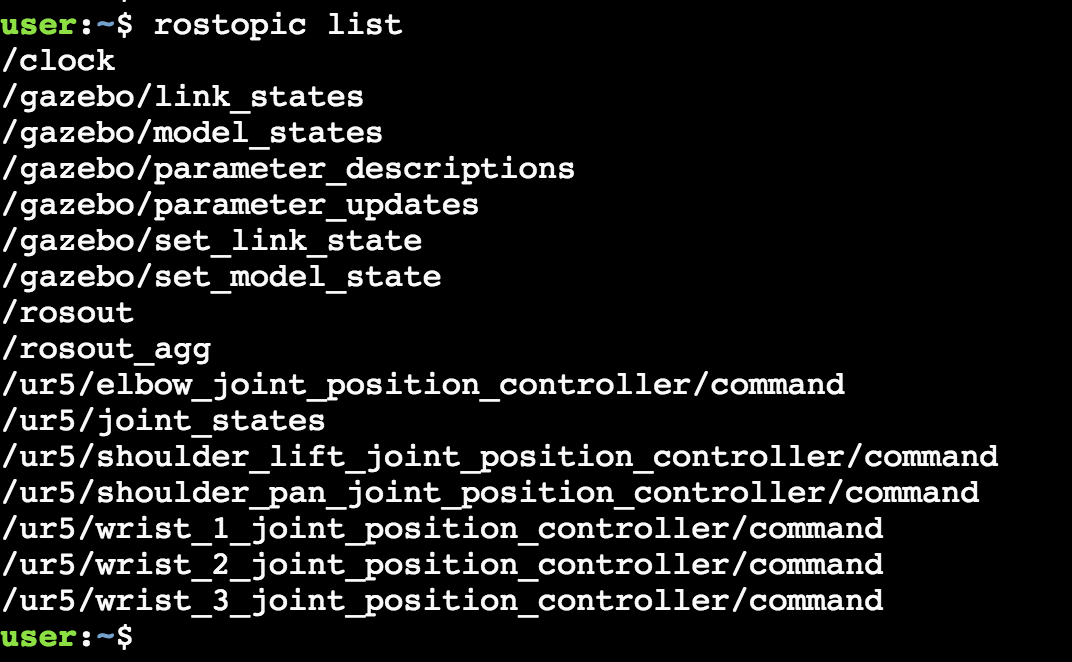 user:~$ rostopic list
/clock
/gazebo/link_states
/gazebo/model_states
/gazebo/parameter_descriptions
/gazebo/parameter_updates
/gazebo/set_link_state
/gazebo/set_model_state
/rosout
/rosout_agg
/ur5/elbow_joint_position_controller/command
/ur5/joint_states
/ur5/shoulder_lift_joint_position_controller/command
/ur5/shoulder_pan_joint_position_controller/command
/ur5/wrist_1_joint_position_controller/command
/ur5/wrist_2_joint_position_controller/command
/ur5/wrist_3_joint_position_controller/command
user:~$